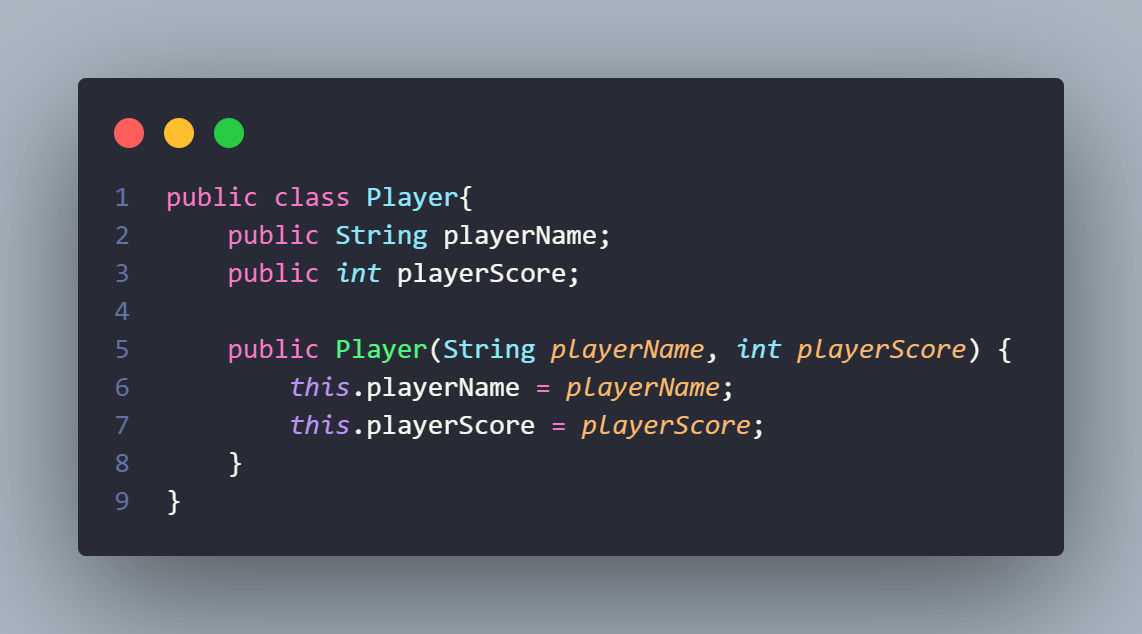 1 public class Player{
2     public String playerName;
3     public int playerScore;
4
5     public Player(String playerName, int playerScore) {
6         this.playerName = playerName;
7         this.playerScore = playerScore;
8     }
9 }